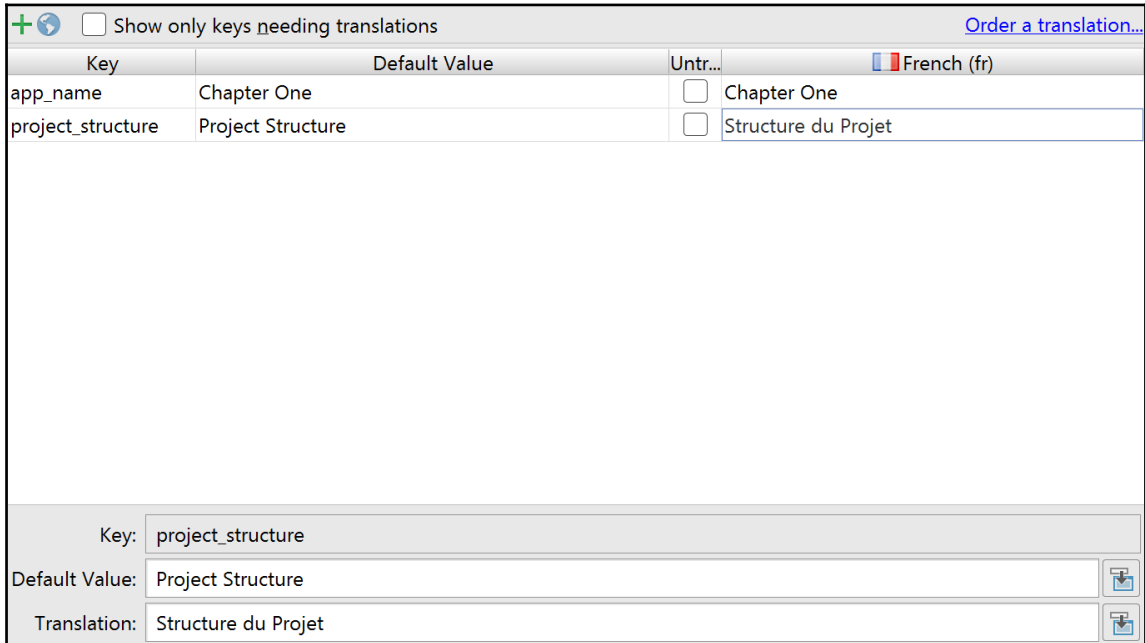 Show only keys needing translations Order a translation...
Key Default Value Untr... French (fr)
app_name Chapter One Chapter One
project_structure Project Structure Structure du Projet
Key: project_structure
Default Value: Project Structure
Translation: Structure du Projet